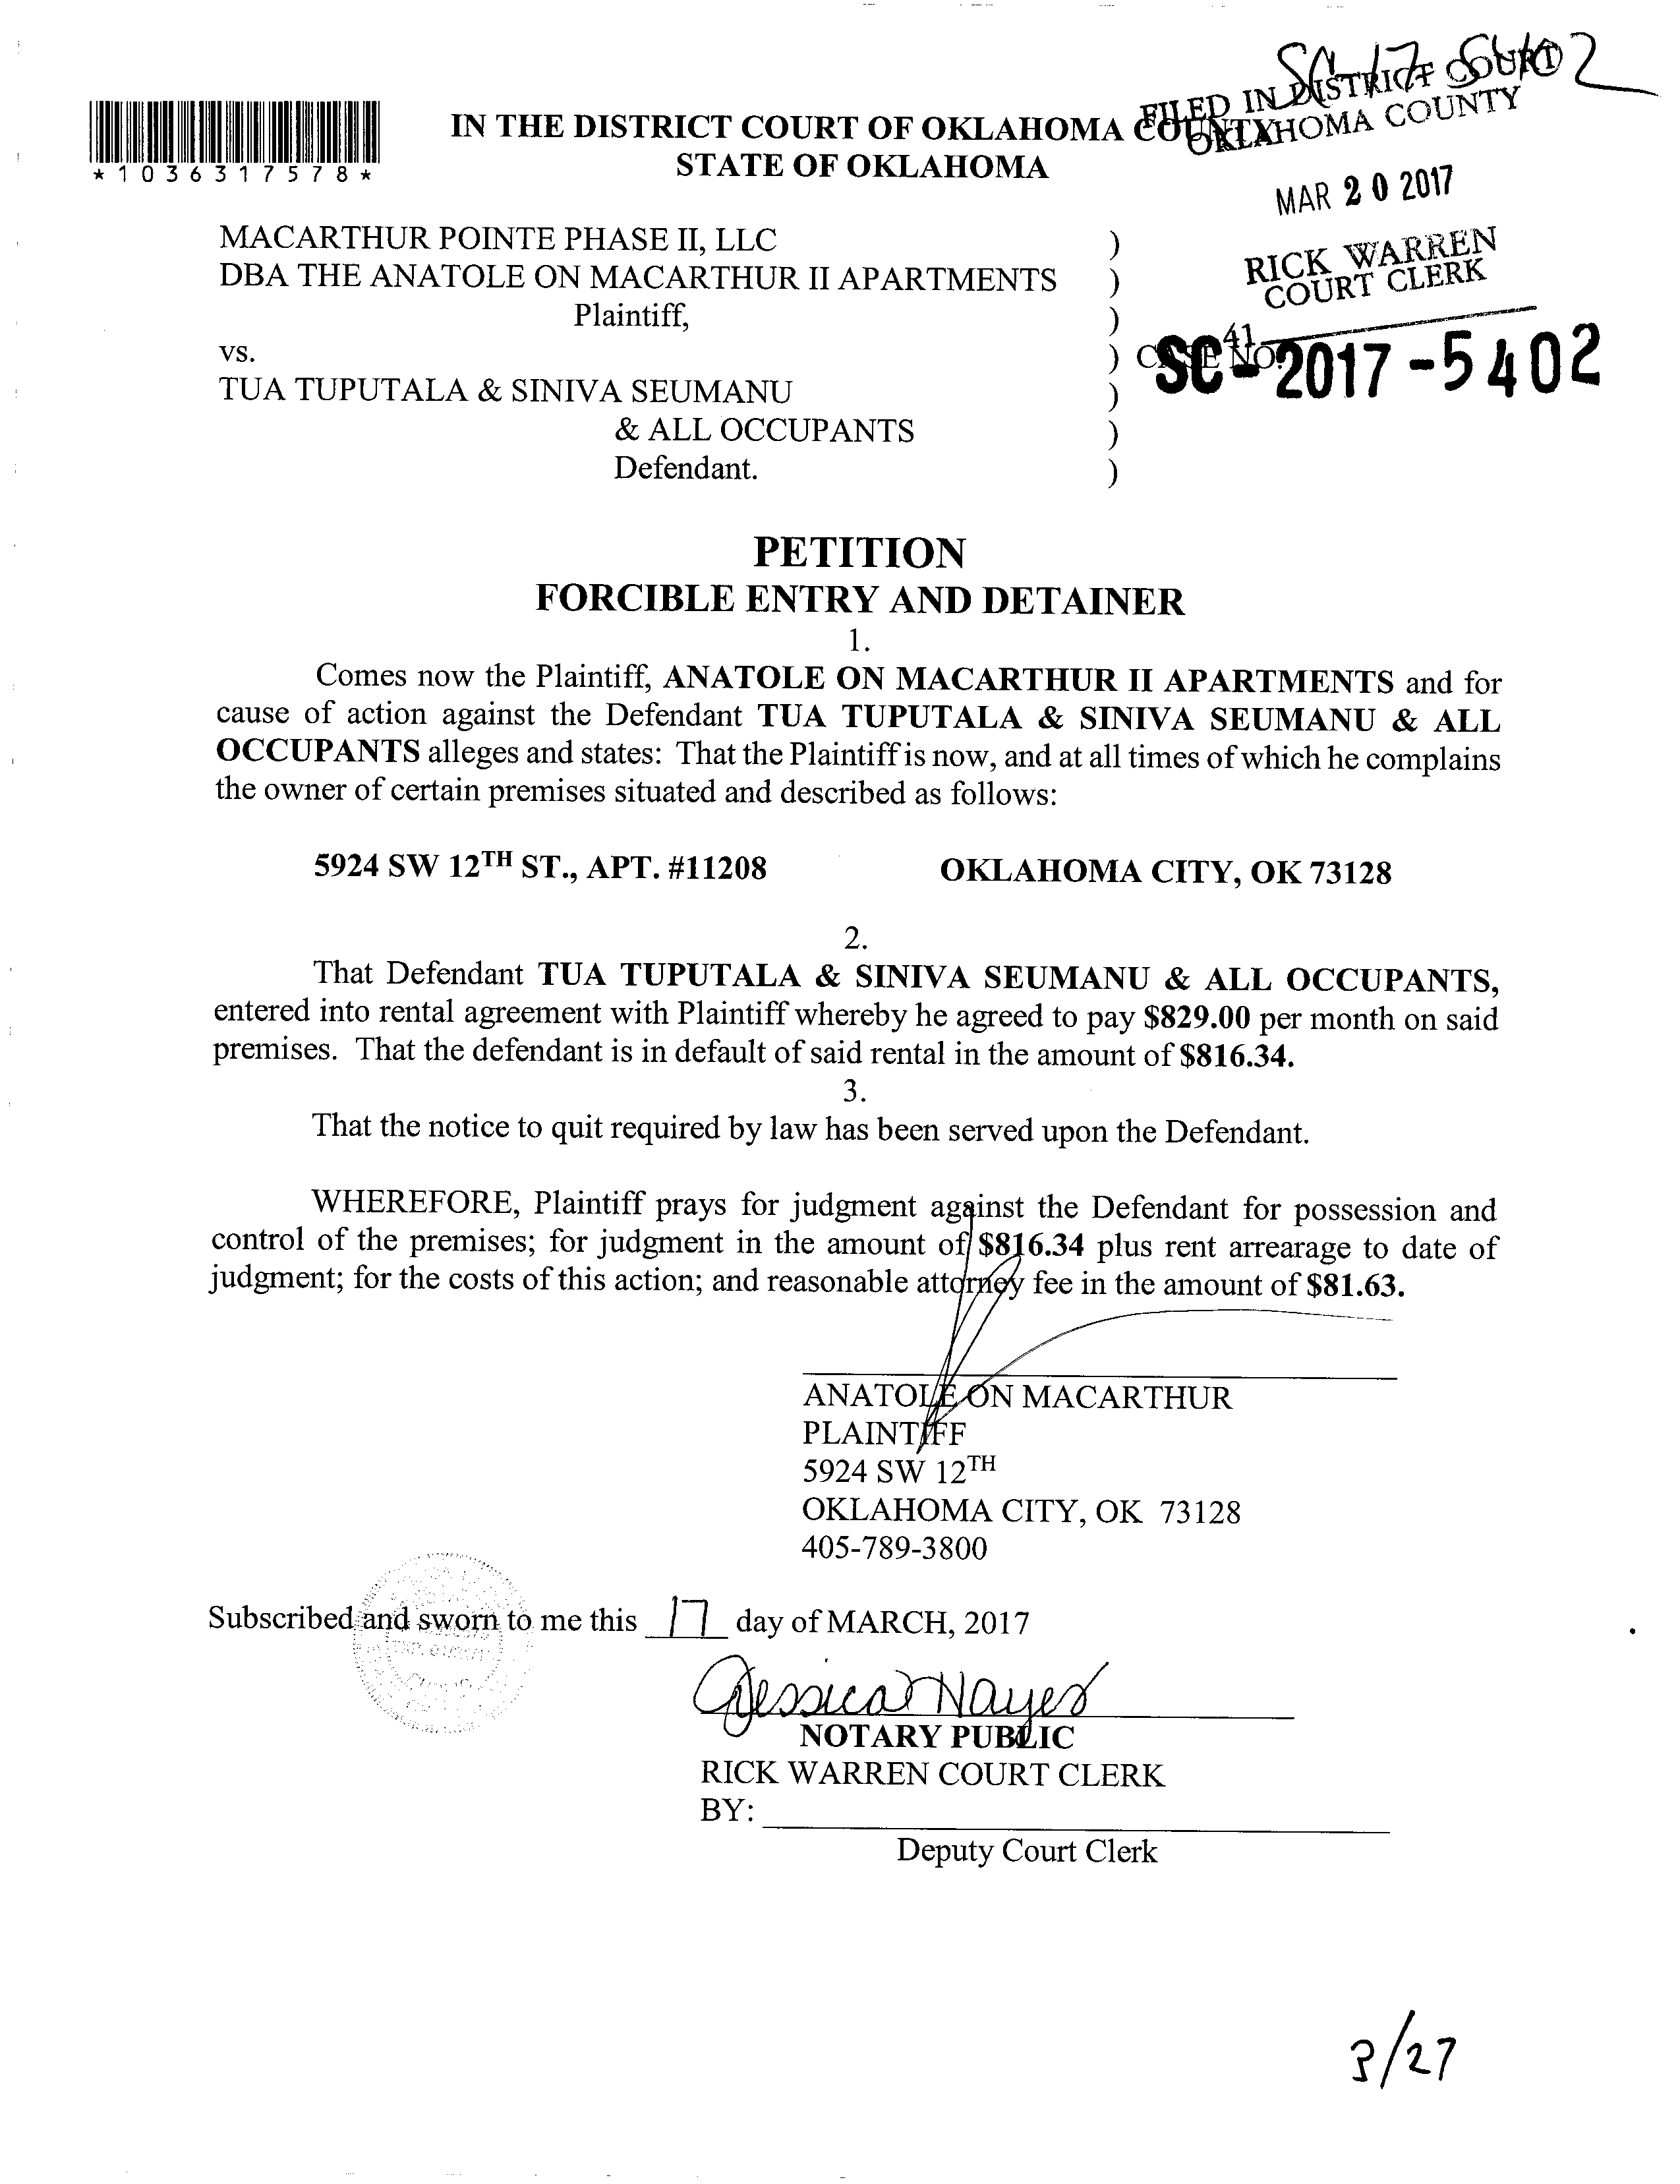 SC-17-5402
FILED IN DISTRICT COURT
OKLAHOMA COUNTY
MAR 20 2017
RICK WARREN
COURT CLERK
41
SC-2017-5402
*1036317578*
IN THE DISTRICT COURT OF OKLAHOMA COUNTY
STATE OF OKLAHOMA
MACARTHUR POINTE PHASE II, LLC )
DBA THE ANATOLE ON MACARTHUR II APARTMENTS )
Plaintiff, )
vs. ) CASE NO.
TUA TUPUTALA & SINIVA SEUMANU )
& ALL OCCUPANTS )
Defendant. )
PETITION
FORCIBLE ENTRY AND DETAINER
1.
Comes now the Plaintiff, ANATOLE ON MACARTHUR II APARTMENTS and for
cause of action against the Defendant TUA TUPUTALA & SINIVA SEUMANU & ALL
OCCUPANTS alleges and states: That the Plaintiff is now, and at all times of which he complains
the owner of certain premises situated and described as follows:
5924 SW 12TH ST., APT. #11208 OKLAHOMA CITY, OK 73128
2.
That Defendant TUA TUPUTALA & SINIVA SEUMANU & ALL OCCUPANTS,
entered into rental agreement with Plaintiff whereby he agreed to pay $829.00 per month on said
premises. That the defendant is in default of said rental in the amount of $816.34.
3.
That the notice to quit required by law has been served upon the Defendant.
WHEREFORE, Plaintiff prays for judgment against the Defendant for possession and
control of the premises; for judgment in the amount of $816.34 plus rent arrearage to date of
judgment; for the costs of this action; and reasonable attorney fee in the amount of $81.63.
ANATOLE ON MACARTHUR
PLAINTIFF
5924 SW 12TH
OKLAHOMA CITY, OK 73128
405-789-3800
Subscribed and sworn to me this 17 day of MARCH, 2017
Jessica Hayes
NOTARY PUBLIC
RICK WARREN COURT CLERK
BY:
Deputy Court Clerk
3/27